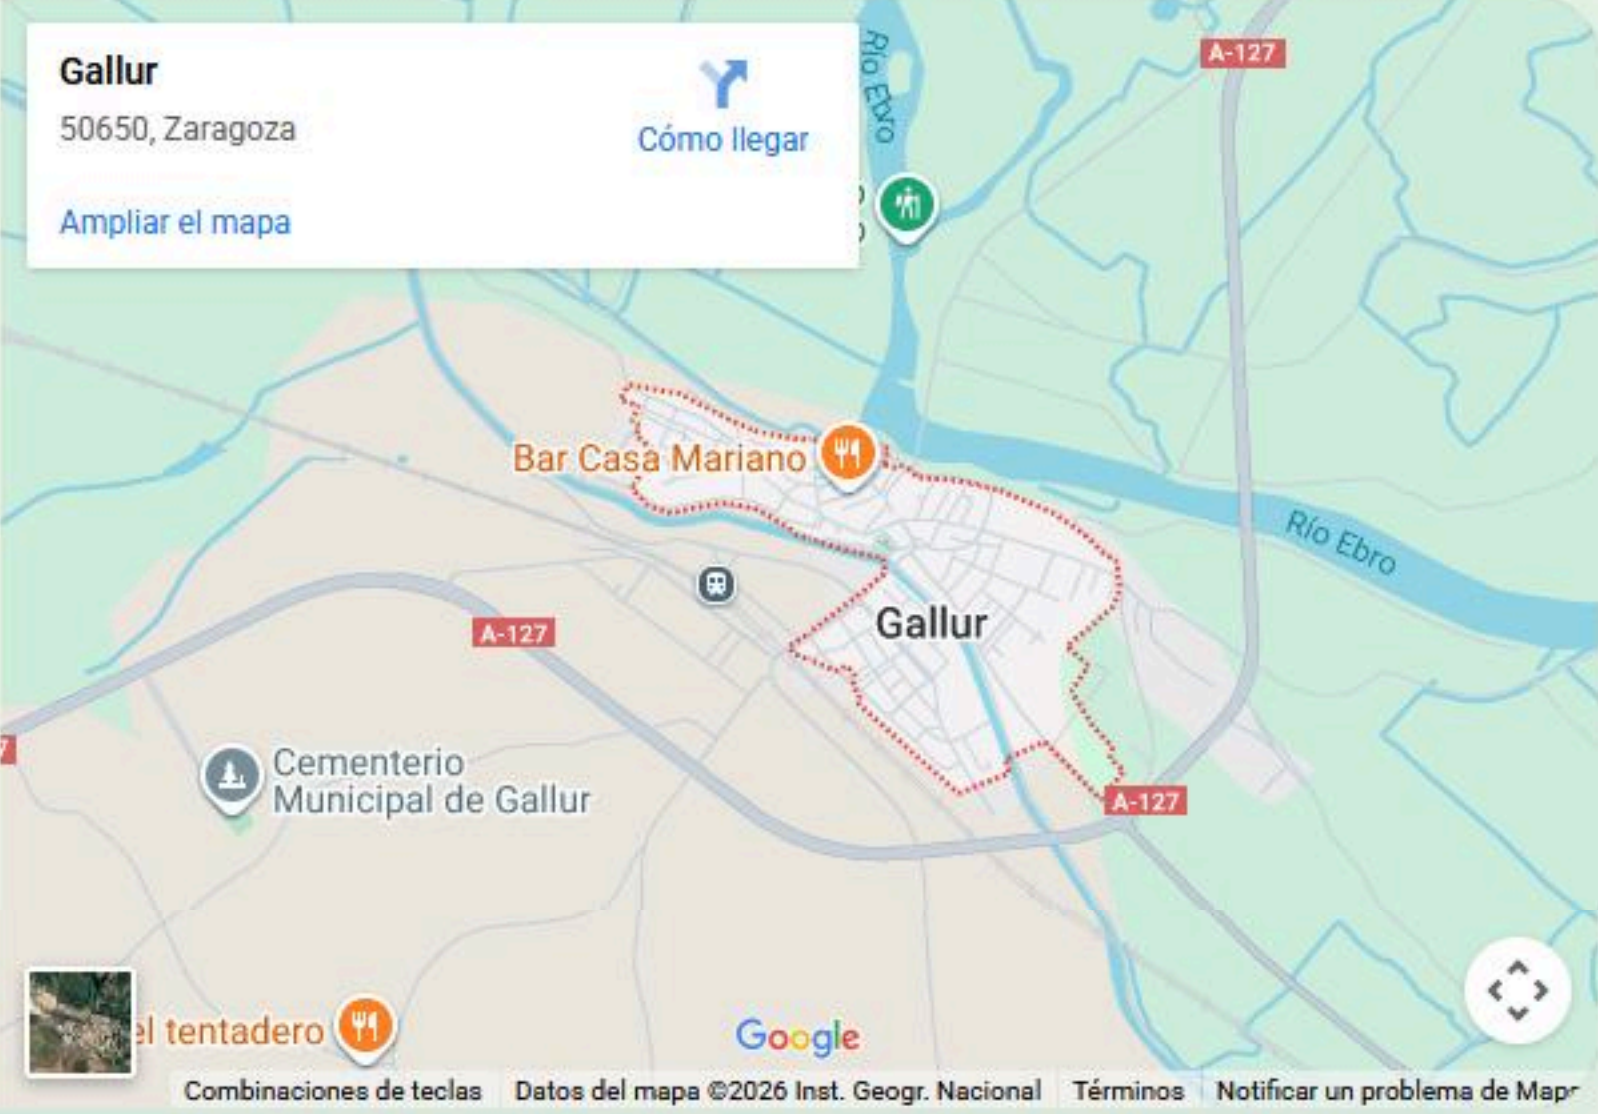 Gallur
50650, Zaragoza
Cómo llegar
Ampliar el mapa
Río Ebro
A-127
Bar Casa Mariano
Río Ebro
A-127
Gallur
7
Cementerio
Municipal de Gallur
A-127
el tentadero
Google
Combinaciones de teclas
Datos del mapa ©2026 Inst. Geogr. Nacional
Términos
Notificar un problema de Maps